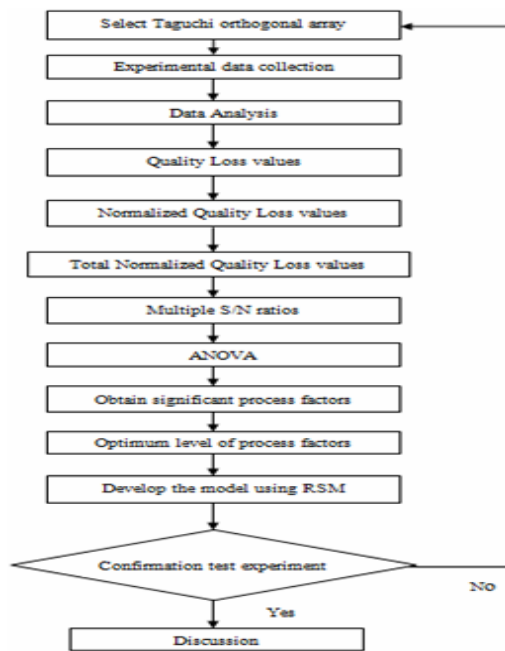 Select Taguchi orthogonal array
Experimental data collection
Data Analysis
Quality Loss values
Normalized Quality Loss values
Total Normalized Quality Loss values
Multiple S/N ratios
ANOVA
Obtain significant process factors
Optimum level of process factors
Develop the model using RSM
Confirmation test experiment
No
Yes
Discussion